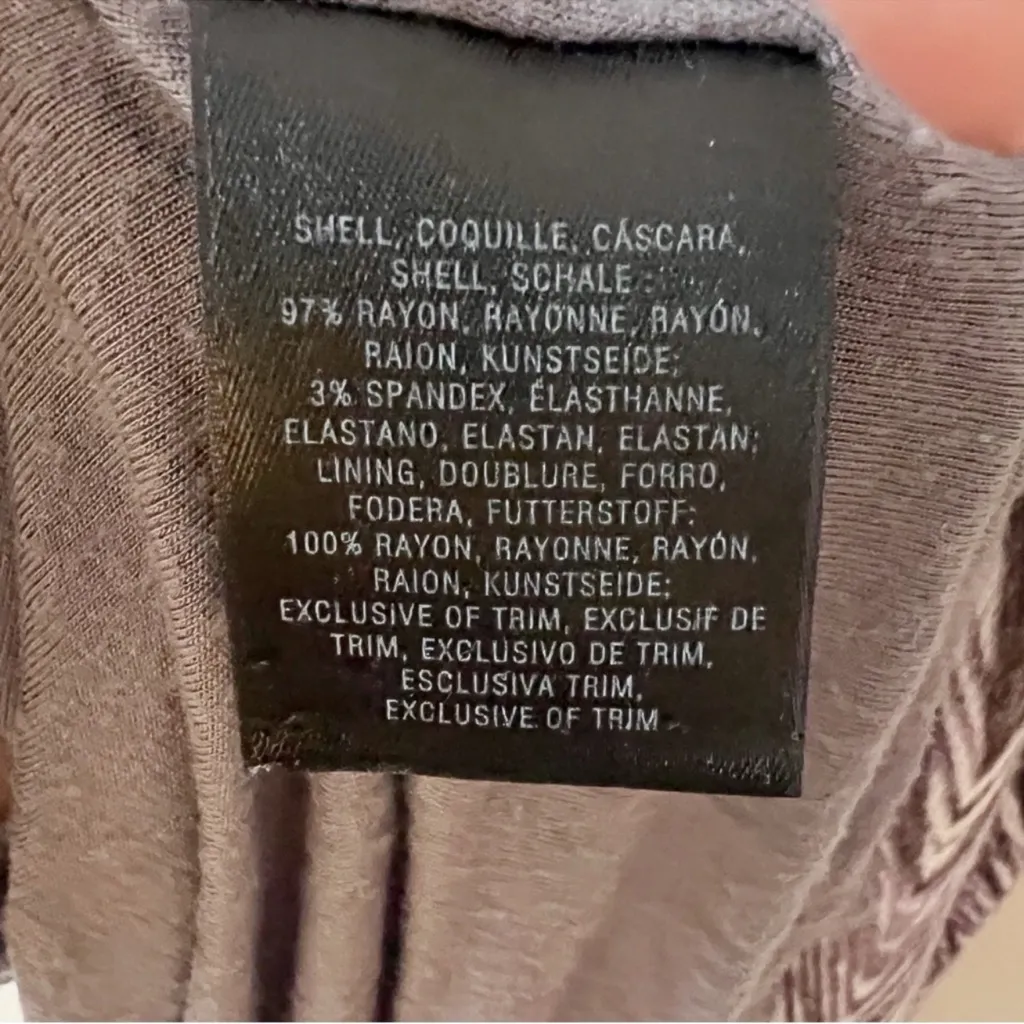 SHELL, COQUILLE, CÁSCARA,
SHELL, SCHALE :
97% RAYON, RAYONNE, RAYÓN,
RAION, KUNSTSEIDE;
3% SPANDEX, ÉLASTHANNE,
ELASTANO, ELASTAN, ELASTAN;
LINING, DOUBLURE, FORRO,
FODERA, FUTTERSTOFF:
100% RAYON, RAYONNE, RAYÓN,
RAION, KUNSTSEIDE;
EXCLUSIVE OF TRIM, EXCLUSIF DE
TRIM, EXCLUSIVO DE TRIM,
ESCLUSIVA TRIM,
EXCLUSIVE OF TRIM